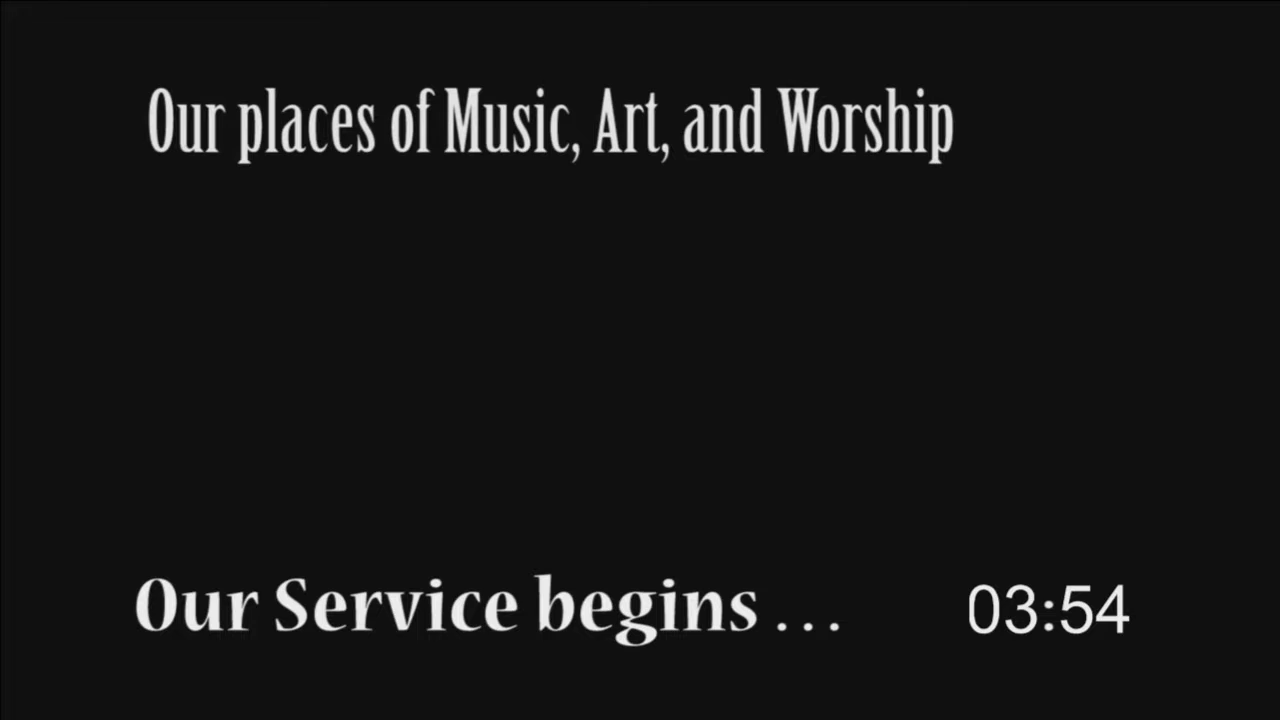 Our places of Music, Art, and Worship
Our Service begins ... 03:54